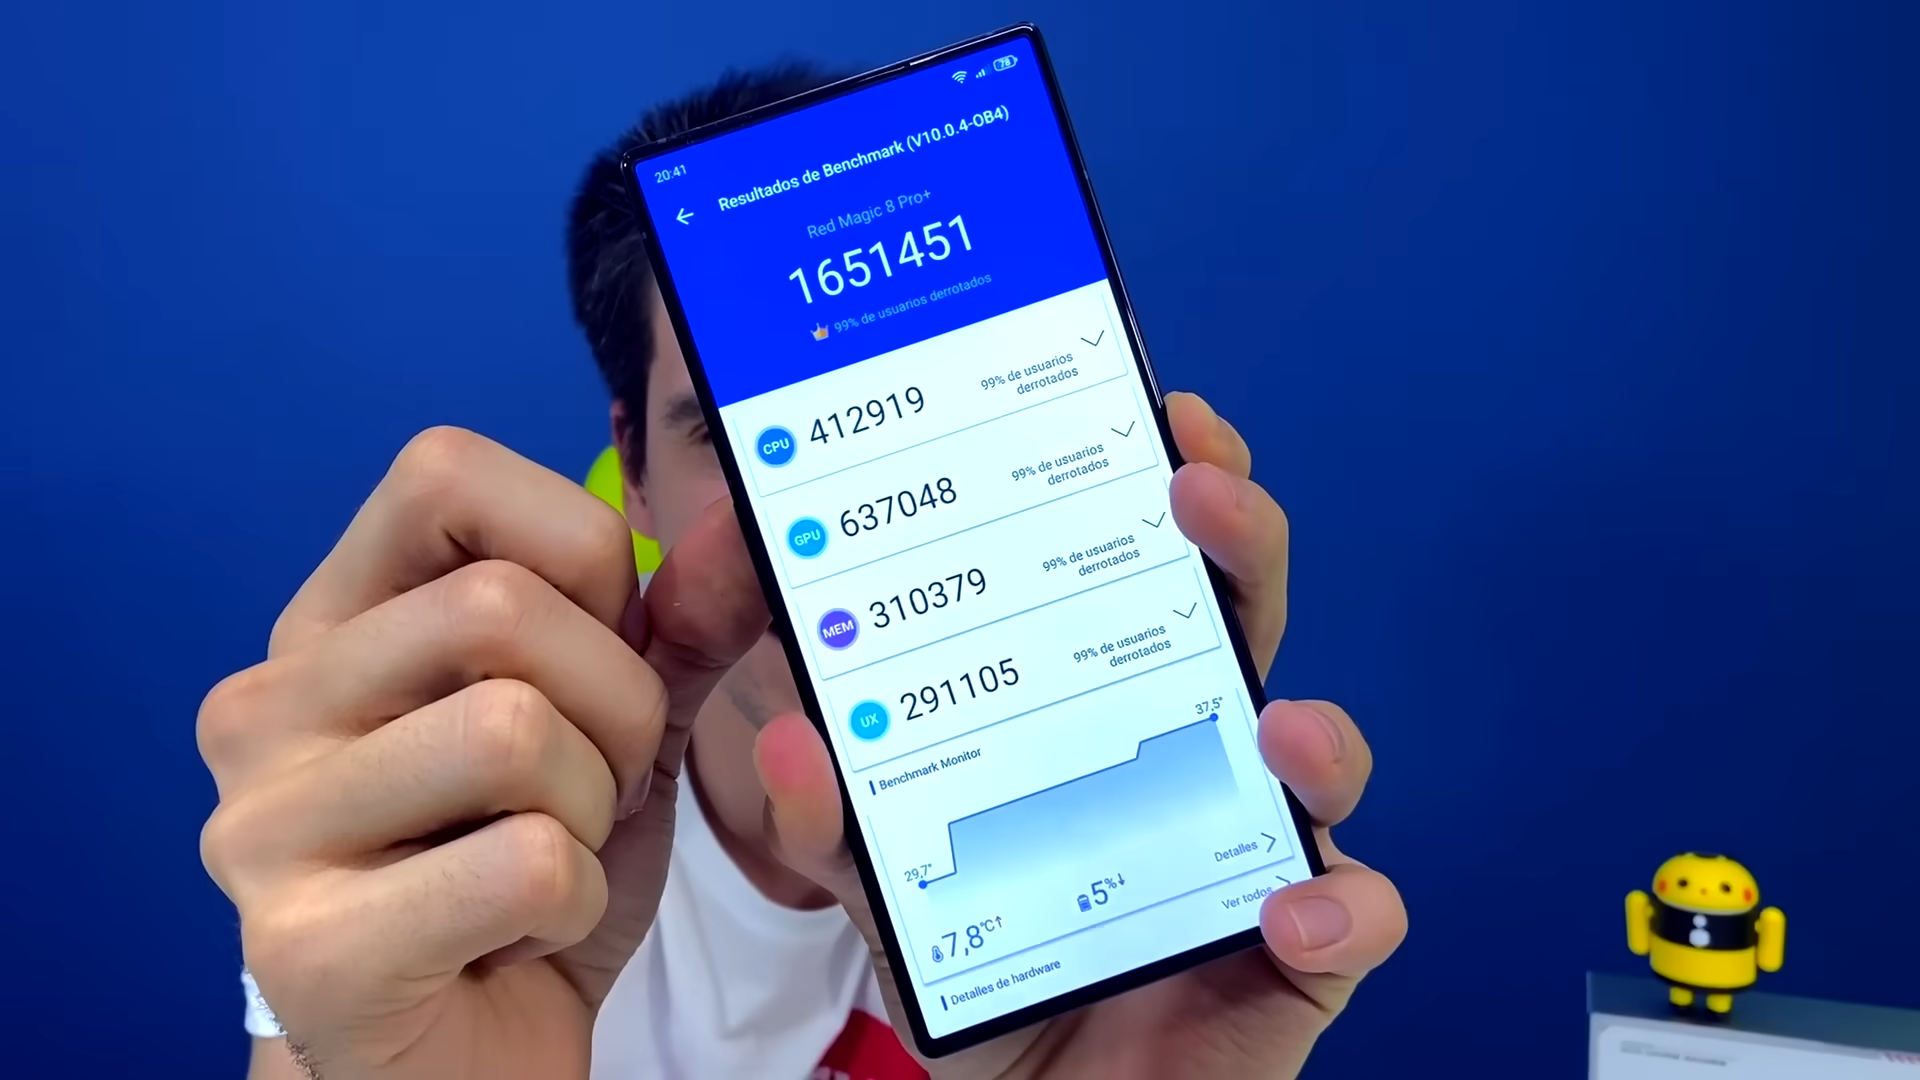 20:41
78
Resultados de Benchmark (V10.0.4-OB4)
Red Magic 8 Pro+
1651451
99% de usuarios derrotados
CPU
412919
99% de usuarios
derrotados
GPU
637048
99% de usuarios
derrotados
MEM
310379
99% de usuarios
derrotados
UX
291105
99% de usuarios
derrotados
Benchmark Monitor
37,5°
29,7°
Detalles
7,8°C↑
5%↓
Ver todos
Detalles de hardware